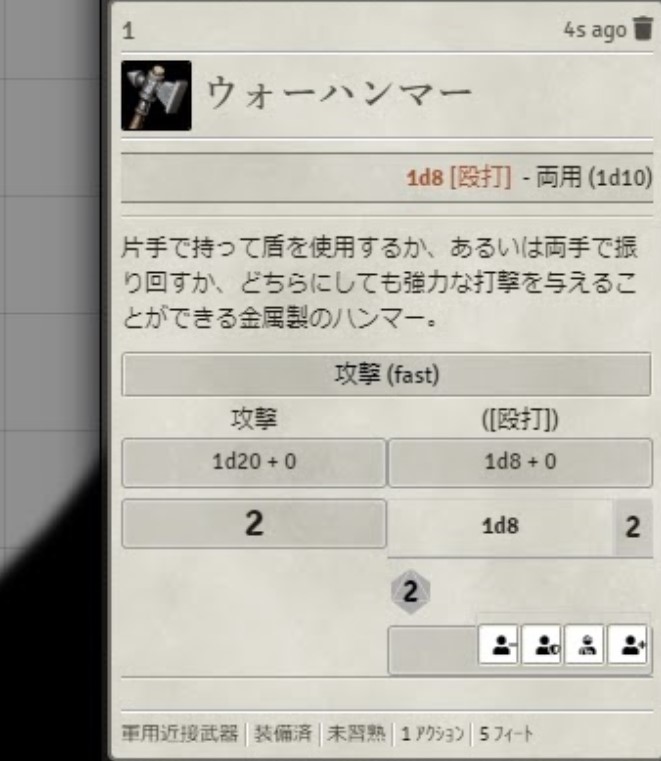 1 4s ago
ウォーハンマー
1d8 [殴打] - 両用 (1d10)
片手で持って盾を使用するか、あるいは両手で振
り回すか、どちらにしても強力な打撃を与えるこ
とができる金属製のハンマー。
攻撃 (fast)
攻撃 ([殴打])
1d20 + 0 1d8 + 0
2 1d8 2
2
軍用近接武器 装備済 未習熟 1 アクション 5 フィート